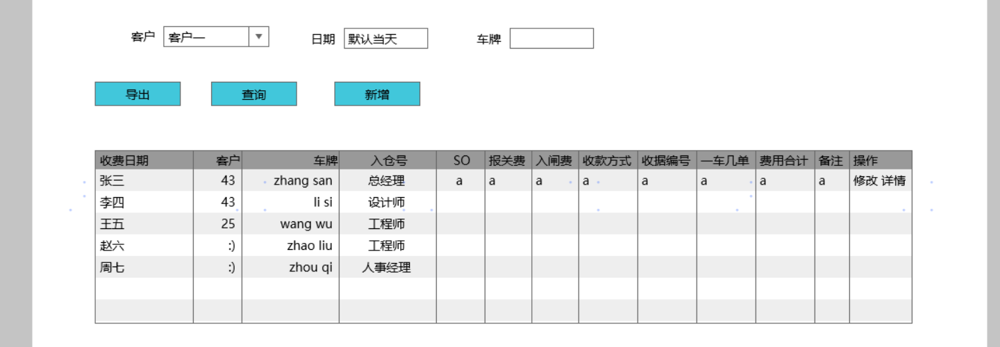 客户 客户一 日期 默认当天 车牌
导出 查询 新增
收费日期 客户 车牌 入仓号 SO 报关费 入闸费 收款方式 收据编号 一车几单 费用合计 备注 操作
张三 43 zhang san 总经理 a a a a a a a a 修改 详情
李四 43 li si 设计师
王五 25 wang wu 工程师
赵六 :) zhao liu 工程师
周七 :) zhou qi 人事经理